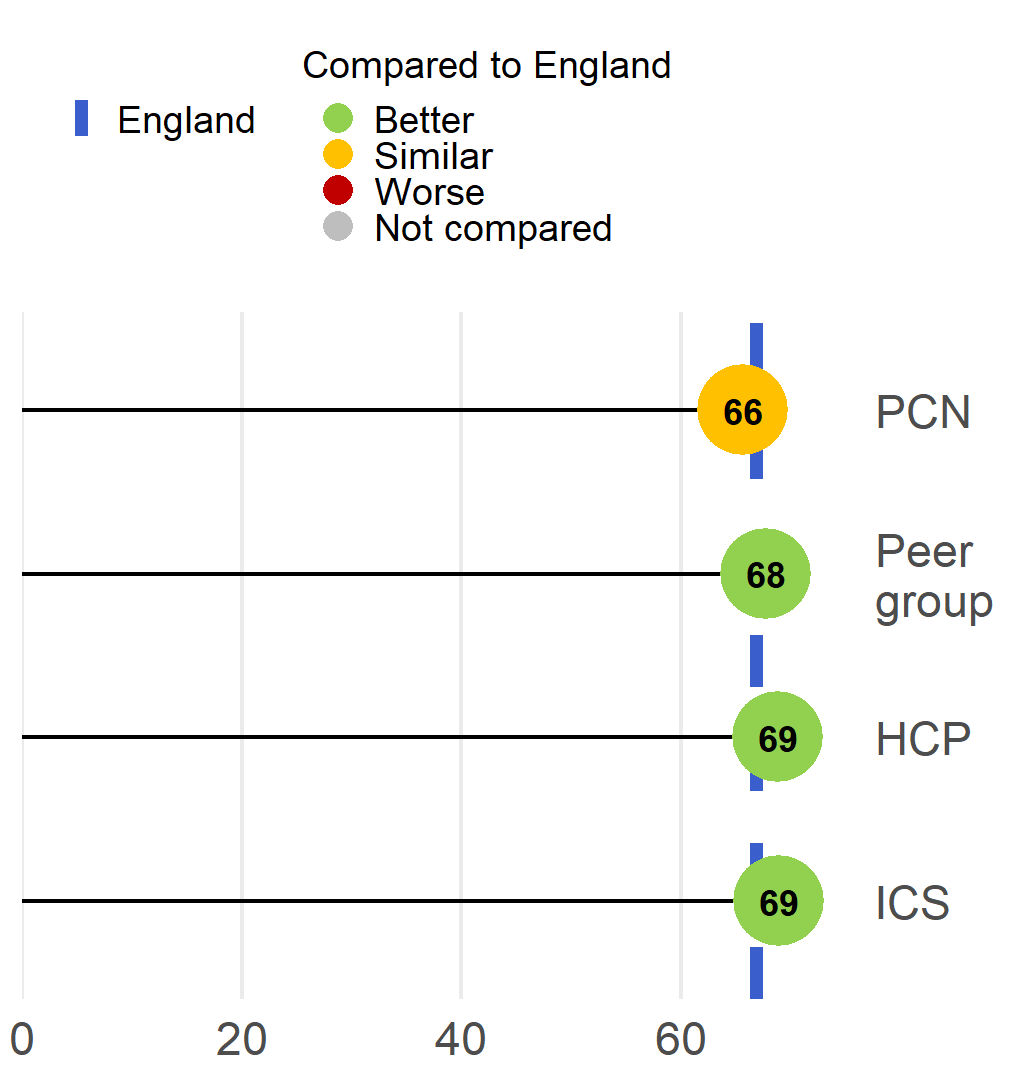 Compared to England
England
Better
Similar
Worse
Not compared
66
PCN
68
Peer
group
69
HCP
69
ICS
0 20 40 60